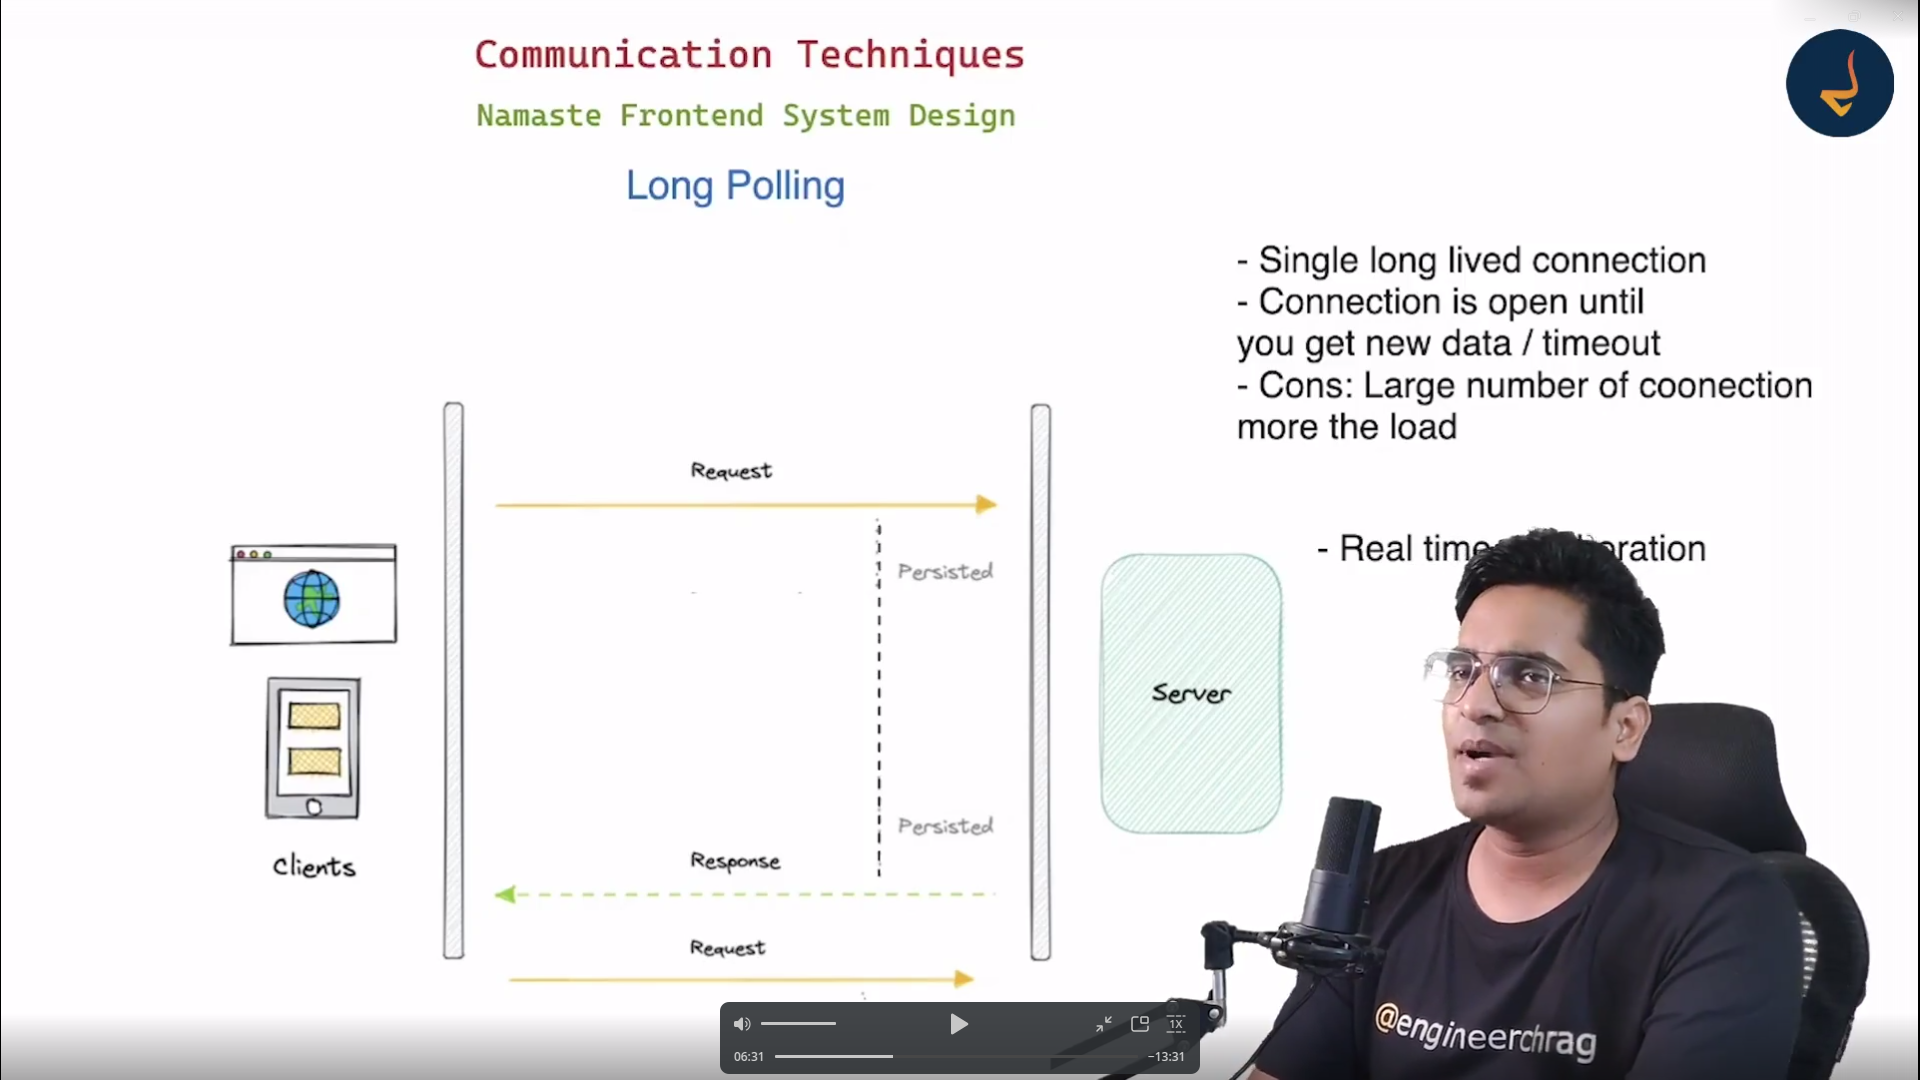 Communication Techniques
Namaste Frontend System Design
Long Polling
- Single long lived connection
- Connection is open until
you get new data / timeout
- Cons: Large number of coonection
more the load
- Real time
Request
Persisted
Server
Persisted
Response
Clients
Request
@engineerchrag
1X
06:31
−13:31